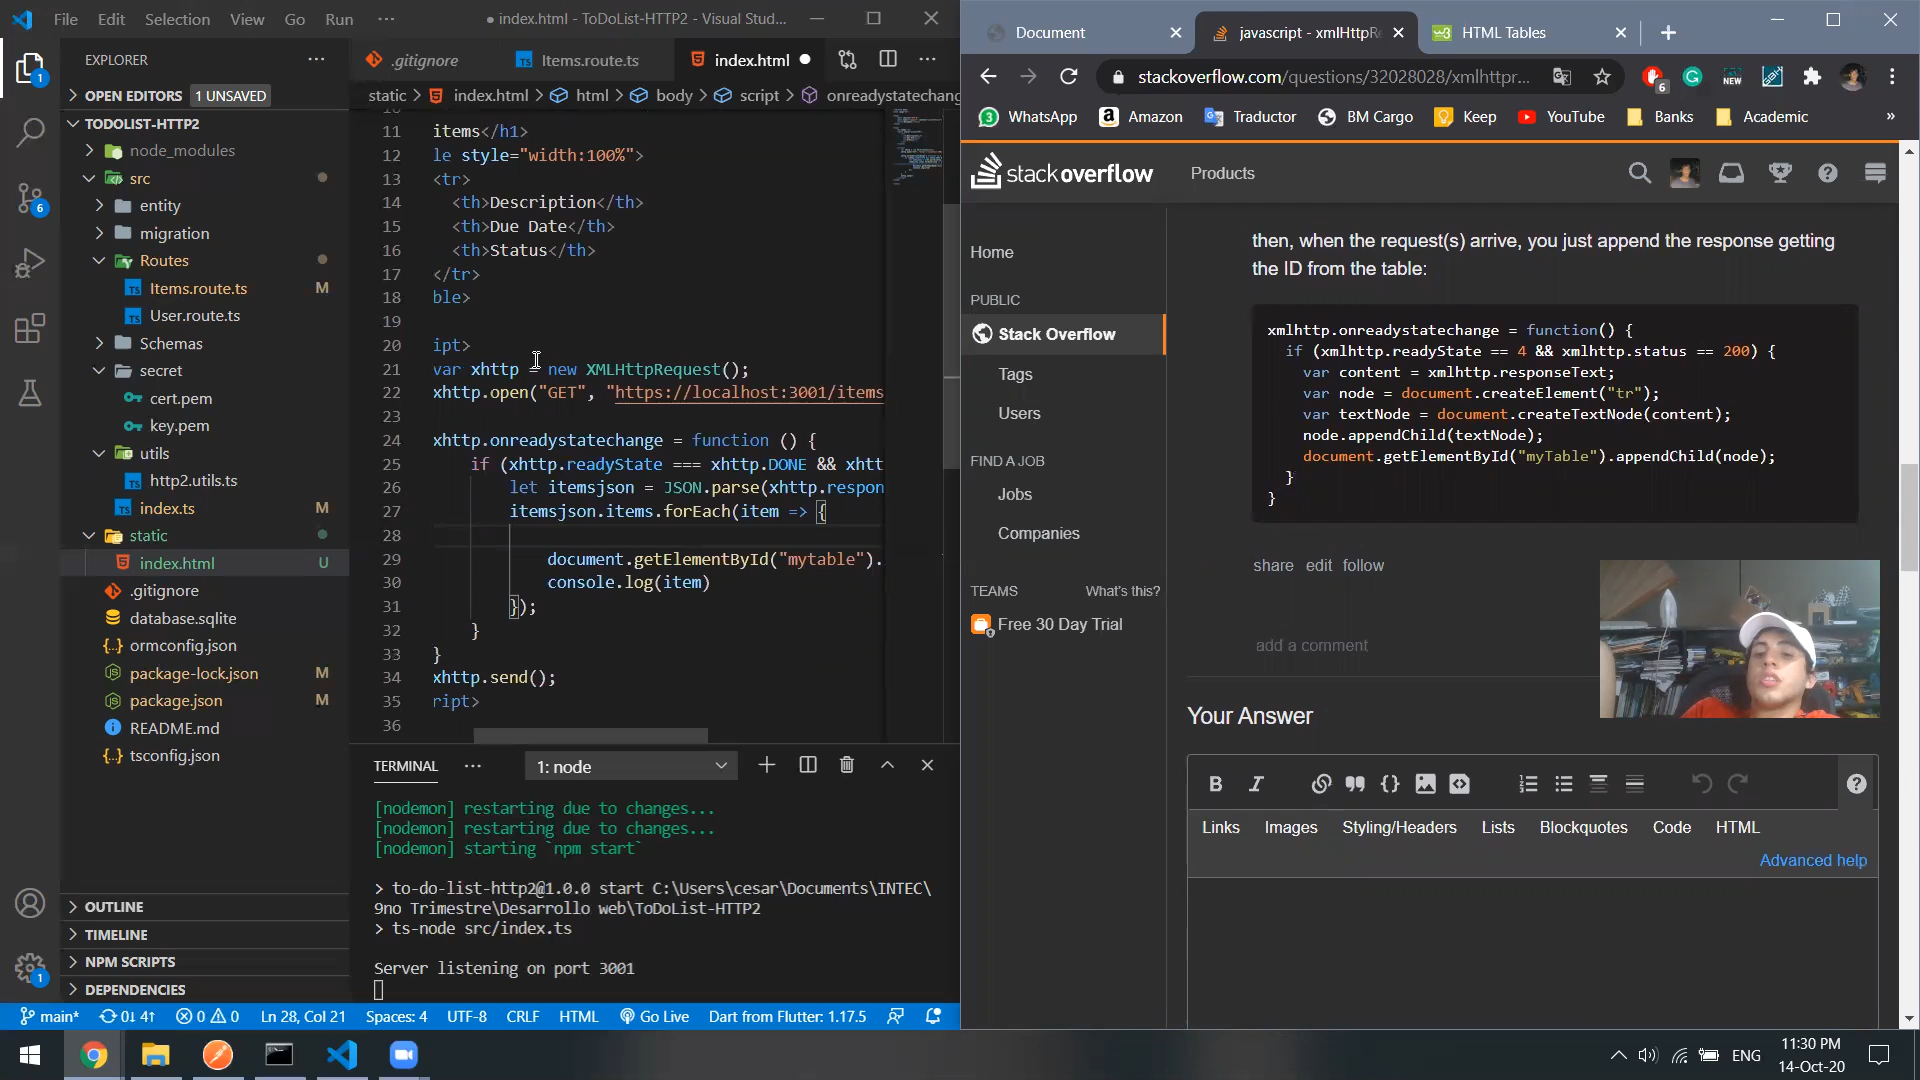 File Edit Selection View Go Run ··· ● index.html - ToDoList-HTTP2 - Visual Stud...
EXPLORER ···
OPEN EDITORS 1 UNSAVED
TODOLIST-HTTP2
node_modules
src
entity
migration
Routes
Items.route.ts M
User.route.ts
Schemas
secret
cert.pem
key.pem
utils
http2.utils.ts
index.ts M
static
index.html U
.gitignore
database.sqlite
ormconfig.json
package-lock.json M
package.json M
README.md
tsconfig.json
OUTLINE
TIMELINE
NPM SCRIPTS
DEPENDENCIES
1
6
1
.gitignore Items.route.ts index.html ● ···
static > index.html > html > body > script > onreadystatechang
11 items</h1>
12 le style="width:100%">
13 <tr>
14 <th>Description</th>
15 <th>Due Date</th>
16 <th>Status</th>
17 </tr>
18 ble>
19
20 ipt>
21 var xhttp = new XMLHttpRequest();
22 xhttp.open("GET", "https://localhost:3001/items
23
24 xhttp.onreadystatechange = function () {
25 if (xhttp.readyState === xhttp.DONE && xhtt
26 let itemsjson = JSON.parse(xhttp.respon
27 itemsjson.items.forEach(item => {
28
29 document.getElementById("mytable").
30 console.log(item)
31 });
32 }
33 }
34 xhttp.send();
35 ript>
36
TERMINAL ··· 1: node
[nodemon] restarting due to changes...
[nodemon] restarting due to changes...
[nodemon] starting `npm start`
> to-do-list-http2@1.0.0 start C:\Users\cesar\Documents\INTEC\
9no Trimestre\Desarrollo web\ToDoList-HTTP2
> ts-node src/index.ts
Server listening on port 3001
main* 0↓ 4↑ 0 0 Ln 28, Col 21 Spaces: 4 UTF-8 CRLF HTML Go Live Dart from Flutter: 1.17.5
Document javascript - xmlHttpRe HTML Tables
stackoverflow.com/questions/32028028/xmlhttpr...
6 NEW
WhatsApp Amazon Traductor BM Cargo Keep YouTube Banks Academic »
stackoverflow Products
Home
PUBLIC
Stack Overflow
Tags
Users
FIND A JOB
Jobs
Companies
TEAMS What's this?
Free 30 Day Trial
then, when the request(s) arrive, you just append the response getting
the ID from the table:
xmlhttp.onreadystatechange = function() {
if (xmlhttp.readyState == 4 && xmlhttp.status == 200) {
var content = xmlhttp.responseText;
var node = document.createElement("tr");
var textNode = document.createTextNode(content);
node.appendChild(textNode);
document.getElementById("myTable").appendChild(node);
}
}
share edit follow
add a comment
Your Answer
B I
Links Images Styling/Headers Lists Blockquotes Code HTML
Advanced help
ENG
11:30 PM
14-Oct-20